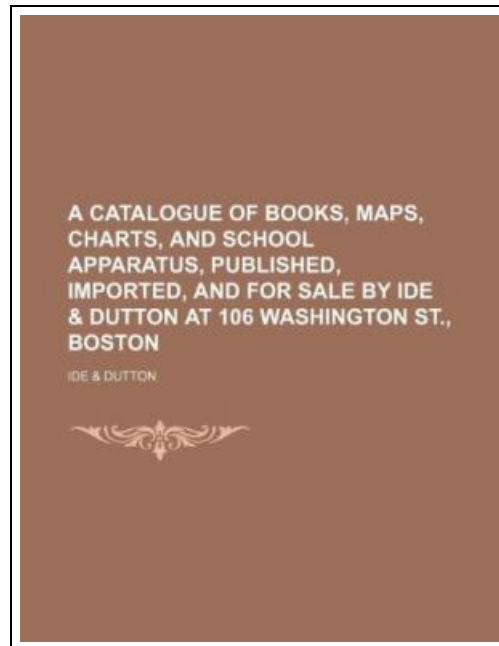 A CATALOGUE OF BOOKS, MAPS,
CHARTS, AND SCHOOL
APPARATUS, PUBLISHED,
IMPORTED, AND FOR SALE BY IDE
& DUTTON AT 106 WASHINGTON ST.,
BOSTON
IDE & DUTTON